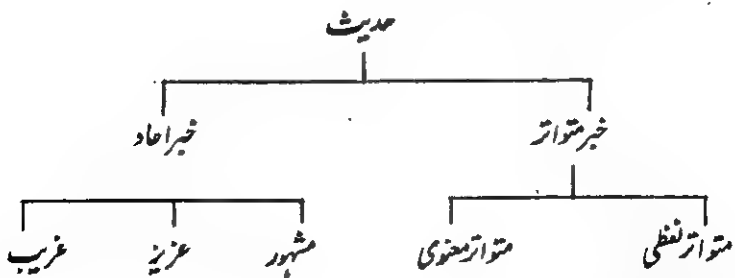 حدیث
خبر متواتر خبر احاد
متواتر لفظی متواتر معنوی مشہور عزیز غریب